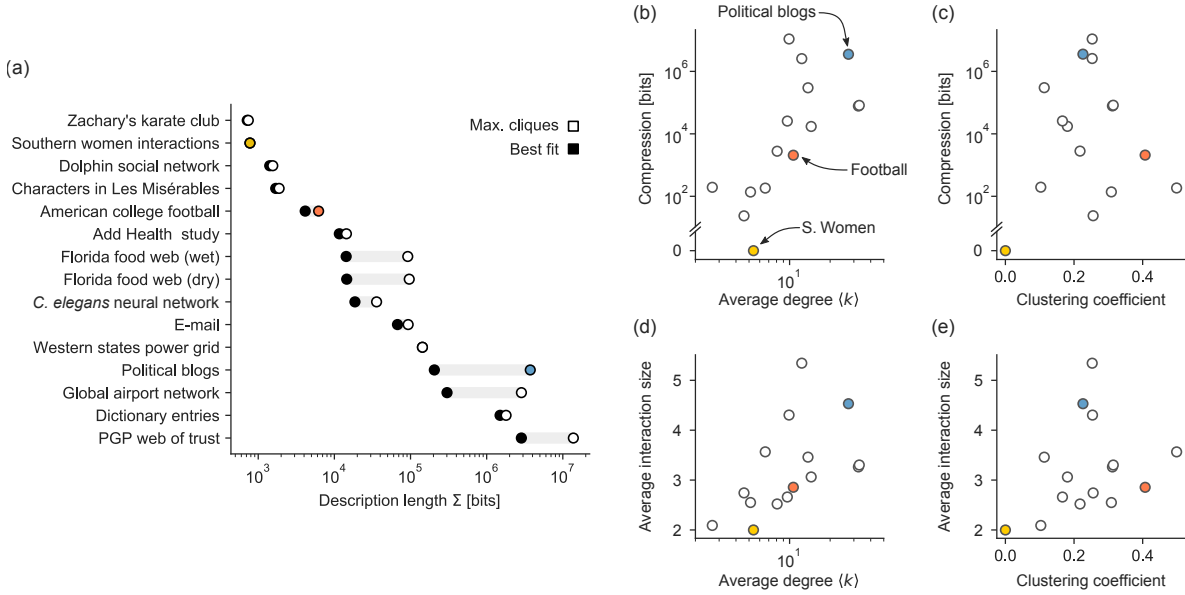 (a)
Zachary's karate club
Southern women interactions
Dolphin social network
Characters in Les Misérables
American college football
Add Health study
Florida food web (wet)
Florida food web (dry)
C. elegans neural network
E-mail
Western states power grid
Political blogs
Global airport network
Dictionary entries
PGP web of trust
Max. cliques
Best fit
10³ 10⁴ 10⁵ 10⁶ 10⁷
Description length Σ [bits]
(b)
Political blogs
Football
S. Women
Compression [bits]
10⁶
10⁴
10²
0
10¹
Average degree ⟨k⟩
(c)
Compression [bits]
10⁶
10⁴
10²
0
0.0 0.2 0.4
Clustering coefficient
(d)
Average interaction size
5
4
3
2
10¹
Average degree ⟨k⟩
(e)
Average interaction size
5
4
3
2
0.0 0.2 0.4
Clustering coefficient